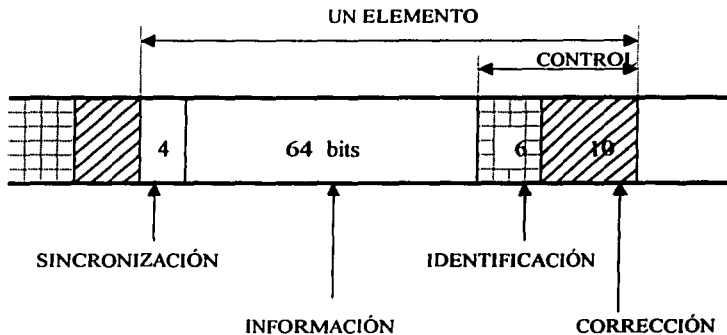 UN ELEMENTO
CONTROL
4 64 bits 6 10
SINCRONIZACIÓN IDENTIFICACIÓN
INFORMACIÓN CORRECCIÓN